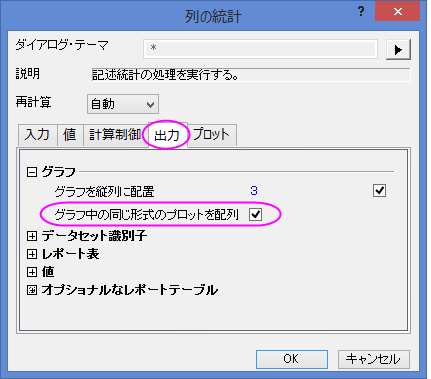 列の統計
?
ダイアログ・テーマ *
説明 記述統計の処理を実行する。
再計算 自動
入力 値 計算制御 出力 プロット
グラフ
グラフを縦列に配置 3
グラフ中の同じ形式のプロットを配列
データセット識別子
レポート表
値
オプショナルなレポートテーブル
OK キャンセル